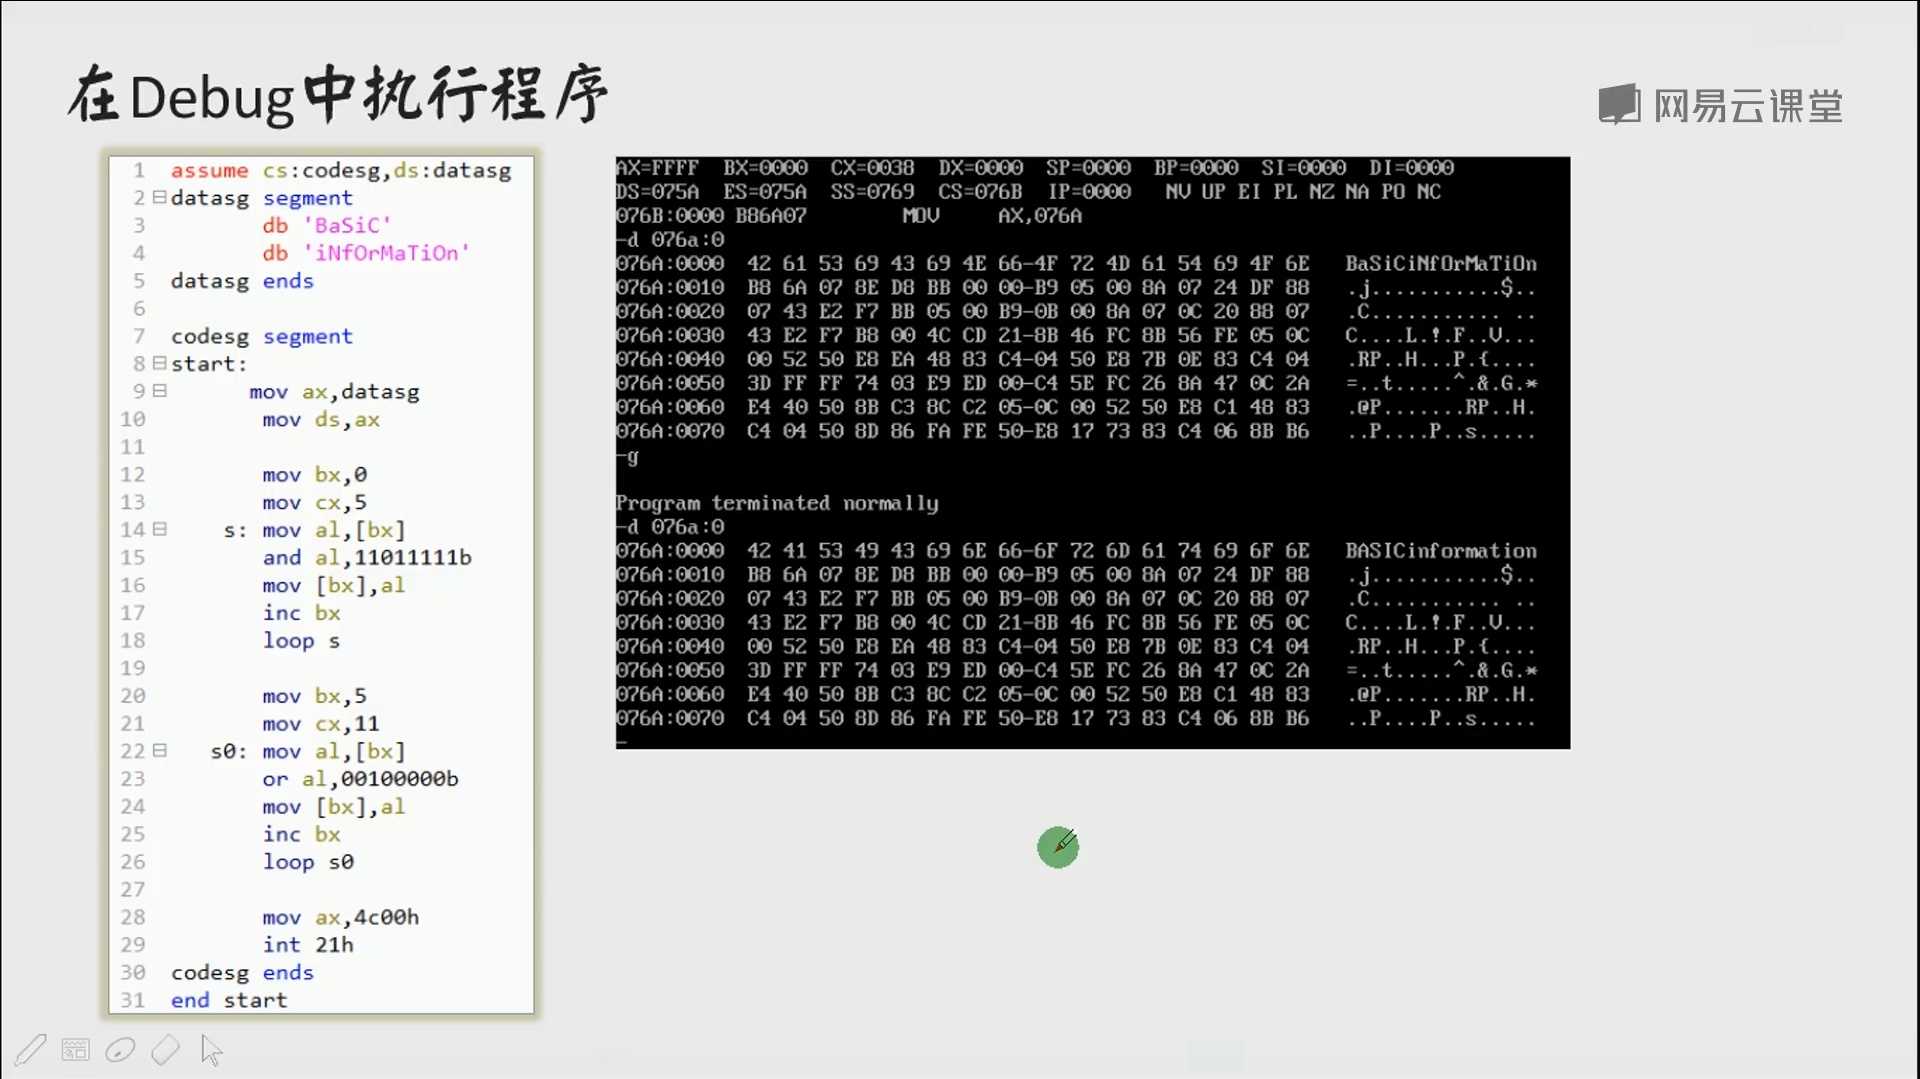 在Debug中执行程序
网易云课堂
1 assume cs:codesg,ds:datasg
2 datasg segment
3 db 'BaSiC'
4 db 'iNfOrMaTiOn'
5 datasg ends
6
7 codesg segment
8 start:
9 mov ax,datasg
10 mov ds,ax
11
12 mov bx,0
13 mov cx,5
14 s: mov al,[bx]
15 and al,11011111b
16 mov [bx],al
17 inc bx
18 loop s
19
20 mov bx,5
21 mov cx,11
22 s0: mov al,[bx]
23 or al,00100000b
24 mov [bx],al
25 inc bx
26 loop s0
27
28 mov ax,4c00h
29 int 21h
30 codesg ends
31 end start
AX=FFFF BX=0000 CX=0038 DX=0000 SP=0000 BP=0000 SI=0000 DI=0000
DS=075A ES=075A SS=0769 CS=076B IP=0000 NV UP EI PL NZ NA PO NC
076B:0000 B86A07 MOV AX,076A
-d 076a:0
076A:0000 42 61 53 69 43 69 4E 66-4F 72 4D 61 54 69 4F 6E BaSiCiNfOrMaTiOn
076A:0010 B8 6A 07 8E D8 BB 00 00-B9 05 00 8A 07 24 DF 88 .j...........$..
076A:0020 07 43 E2 F7 BB 05 00 B9-0B 00 8A 07 0C 20 88 07 .C........... ..
076A:0030 43 E2 F7 B8 00 4C CD 21-8B 46 FC 8B 56 FE 05 0C C....L.!.F..V...
076A:0040 00 52 50 E8 EA 48 83 C4-04 50 E8 7B 0E 83 C4 04 .RP..H...P.{....
076A:0050 3D FF FF 74 03 E9 ED 00-C4 5E FC 26 8A 47 0C 2A =..t.....^.&.G.*
076A:0060 E4 40 50 8B C3 8C C2 05-0C 00 52 50 E8 C1 48 83 .@P.......RP..H.
076A:0070 C4 04 50 8D 86 FA FE 50-E8 17 73 83 C4 06 8B B6 ..P....P..s.....
-g
Program terminated normally
-d 076a:0
076A:0000 42 41 53 49 43 69 6E 66-6F 72 6D 61 74 69 6F 6E BASICinformation
076A:0010 B8 6A 07 8E D8 BB 00 00-B9 05 00 8A 07 24 DF 88 .j...........$..
076A:0020 07 43 E2 F7 BB 05 00 B9-0B 00 8A 07 0C 20 88 07 .C........... ..
076A:0030 43 E2 F7 B8 00 4C CD 21-8B 46 FC 8B 56 FE 05 0C C....L.!.F..V...
076A:0040 00 52 50 E8 EA 48 83 C4-04 50 E8 7B 0E 83 C4 04 .RP..H...P.{....
076A:0050 3D FF FF 74 03 E9 ED 00-C4 5E FC 26 8A 47 0C 2A =..t.....^.&.G.*
076A:0060 E4 40 50 8B C3 8C C2 05-0C 00 52 50 E8 C1 48 83 .@P.......RP..H.
076A:0070 C4 04 50 8D 86 FA FE 50-E8 17 73 83 C4 06 8B B6 ..P....P..s.....
-